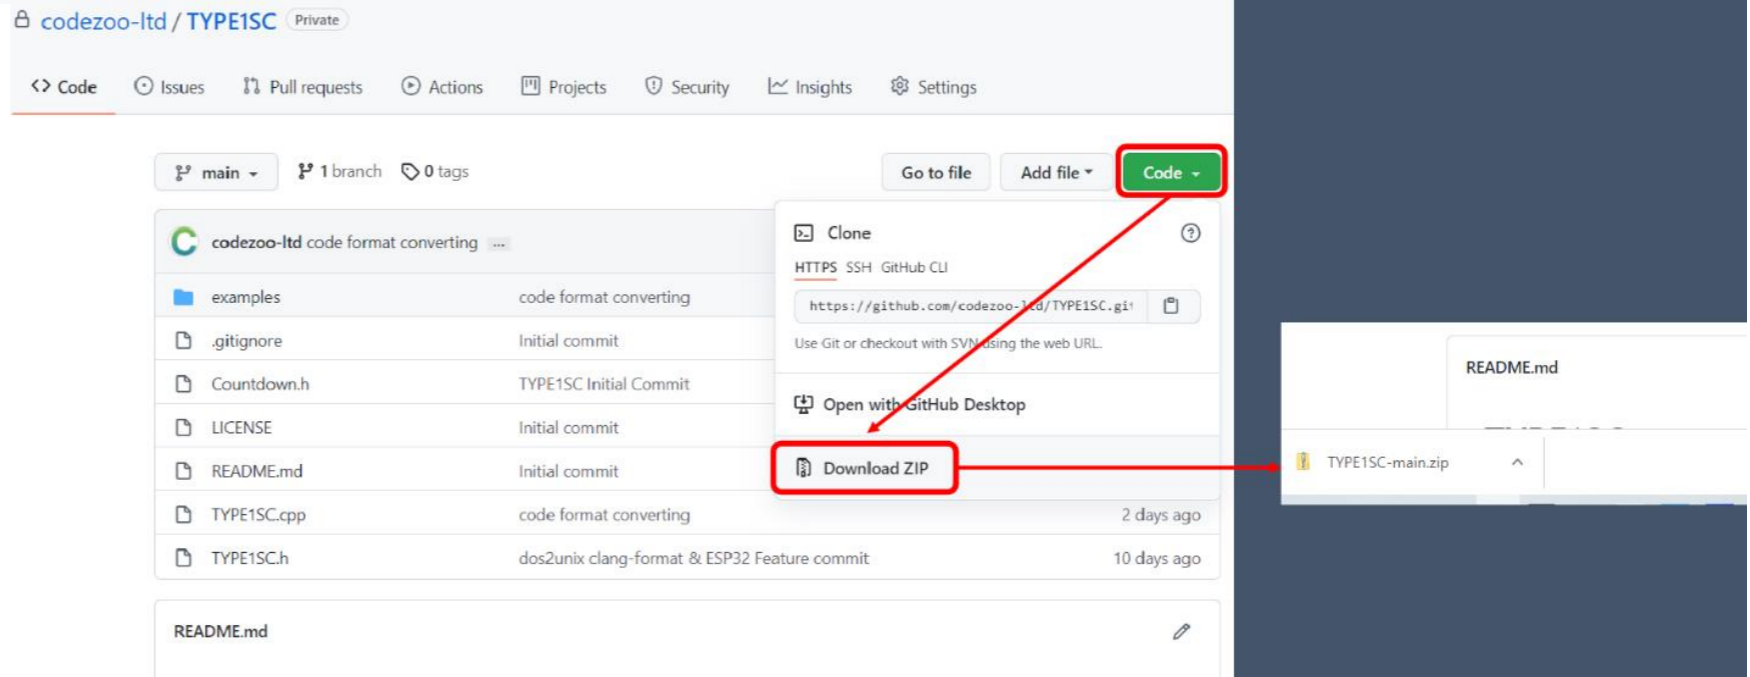 codezoo-ltd / TYPE1SC Private
Code Issues Pull requests Actions Projects Security Insights Settings
main 1 branch 0 tags Go to file Add file Code
codezoo-ltd code format converting ...
examples code format converting
.gitignore Initial commit
Countdown.h TYPE1SC Initial Commit
LICENSE Initial commit
README.md Initial commit
TYPE1SC.cpp code format converting 2 days ago
TYPE1SC.h dos2unix clang-format & ESP32 Feature commit 10 days ago
README.md
Clone
HTTPS SSH GitHub CLI
https://github.com/codezoo-ltd/TYPE1SC.git
Use Git or checkout with SVN using the web URL.
Open with GitHub Desktop
Download ZIP
README.md
TYPE1SC-main.zip